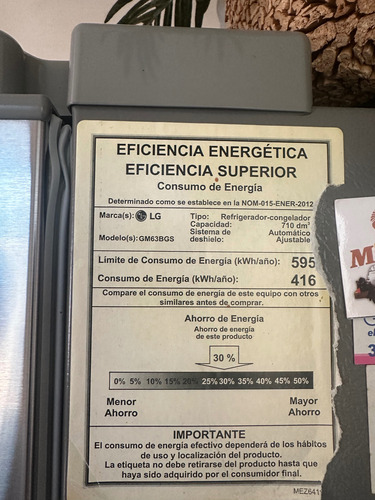 EFICIENCIA ENERGÉTICA
EFICIENCIA SUPERIOR
Consumo de Energía
Determinado como se establece en la NOM-015-ENER-2012
Marca(s): LG
Modelo(s): GM63BGS
Tipo: Refrigerador-congelador
Capacidad: 710 dm³
Sistema de deshielo: Automático Ajustable
Límite de Consumo de Energía (kWh/año): 595
Consumo de Energía (kWh/año): 416
Compare el consumo de energía de este equipo con otros
similares antes de comprar.
Ahorro de Energía
Ahorro de energía
de este producto
30 %
0% 5% 10% 15% 20% 25% 30% 35% 40% 45% 50%
Menor
Ahorro
Mayor
Ahorro
IMPORTANTE
El consumo de energía efectivo dependerá de los hábitos
de uso y localización del producto.
La etiqueta no debe retirarse del producto hasta que
haya sido adquirido por el consumidor final.
MEZ641
M
el
3